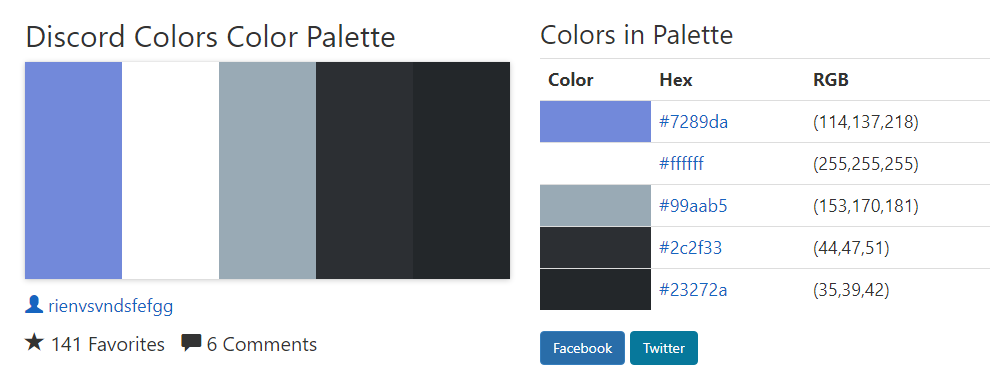 Discord Colors Color Palette
rienvsvndsfefgg
141 Favorites 6 Comments
Colors in Palette
Color Hex RGB
#7289da (114,137,218)
#ffffff (255,255,255)
#99aab5 (153,170,181)
#2c2f33 (44,47,51)
#23272a (35,39,42)
Facebook Twitter